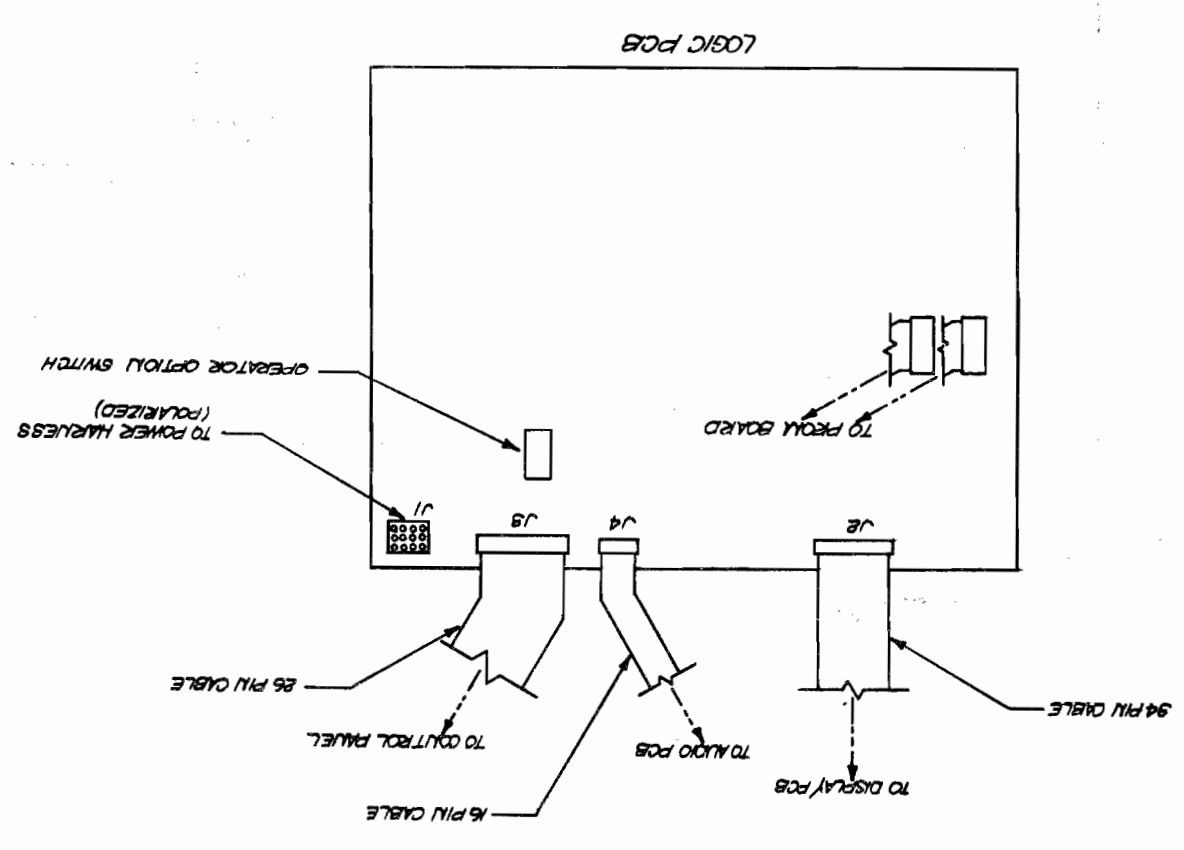 16 PIN CABLE
TO DISPLAY PCB
TO AUDIO PCB
TO CONTROL PANEL
34 PIN CABLE
26 PIN CABLE
J2
J4
J3
J1
TO PROM BOARD
TO POWER HARNESS
(POLARIZED)
OPERATOR OPTION SWITCH
LOGIC PCB